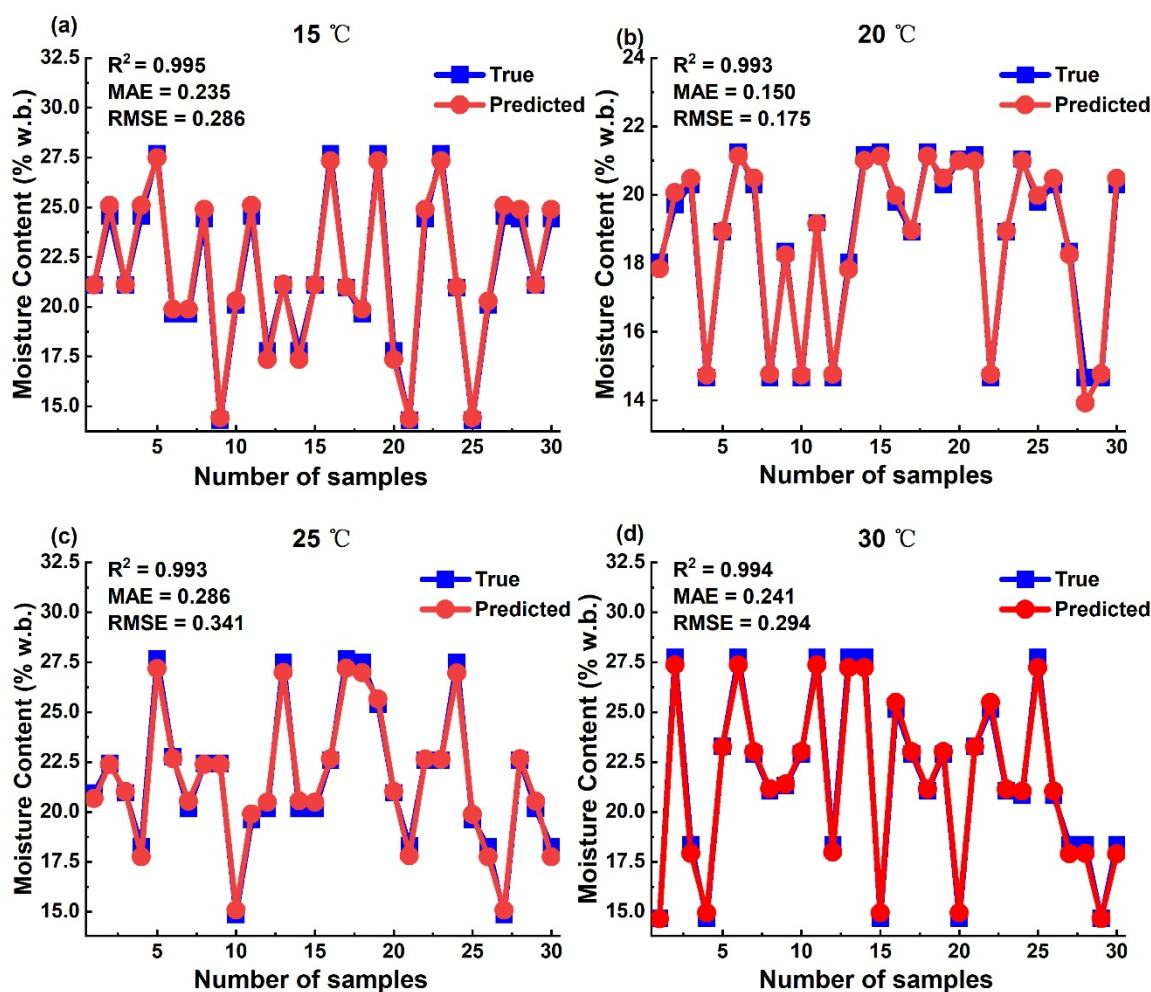 (a)
15 ℃
R² = 0.995
MAE = 0.235
RMSE = 0.286
True
Predicted
Moisture Content (% w.b.)
32.5
30.0
27.5
25.0
22.5
20.0
17.5
15.0
5 10 15 20 25 30
Number of samples
(b)
20 ℃
R² = 0.993
MAE = 0.150
RMSE = 0.175
True
Predicted
Moisture Content (% w.b.)
24
22
20
18
16
14
5 10 15 20 25 30
Number of samples
(c)
25 ℃
R² = 0.993
MAE = 0.286
RMSE = 0.341
True
Predicted
Moisture Content (% w.b.)
32.5
30.0
27.5
25.0
22.5
20.0
17.5
15.0
5 10 15 20 25 30
Number of samples
(d)
30 ℃
R² = 0.994
MAE = 0.241
RMSE = 0.294
True
Predicted
Moisture Content (% w.b.)
32.5
30.0
27.5
25.0
22.5
20.0
17.5
15.0
5 10 15 20 25 30
Number of samples